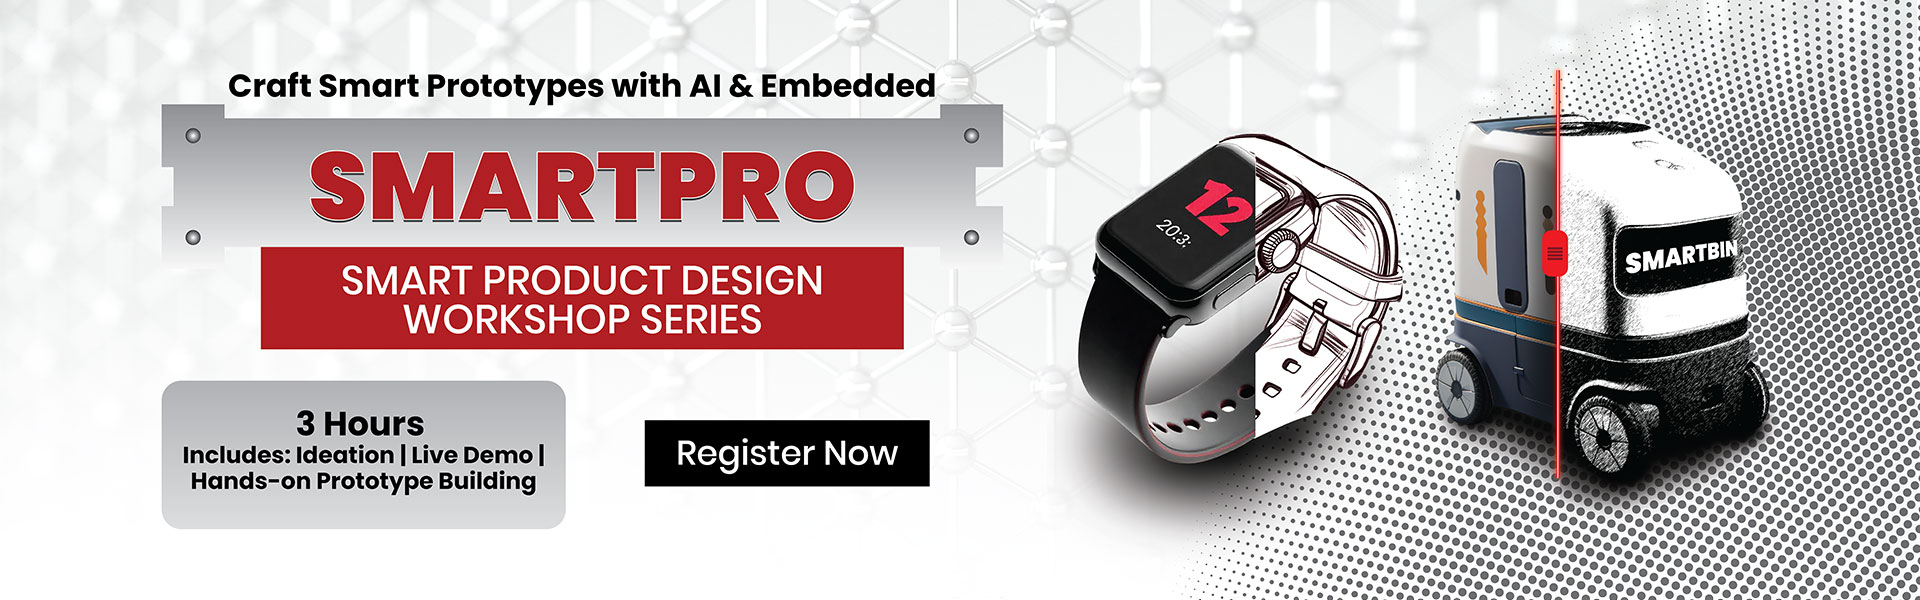 Craft Smart Prototypes with AI & Embedded
SMARTPRO
SMART PRODUCT DESIGN
WORKSHOP SERIES
3 Hours
Includes: Ideation | Live Demo |
Hands-on Prototype Building
Register Now
12
20:3:
SMARTBIN